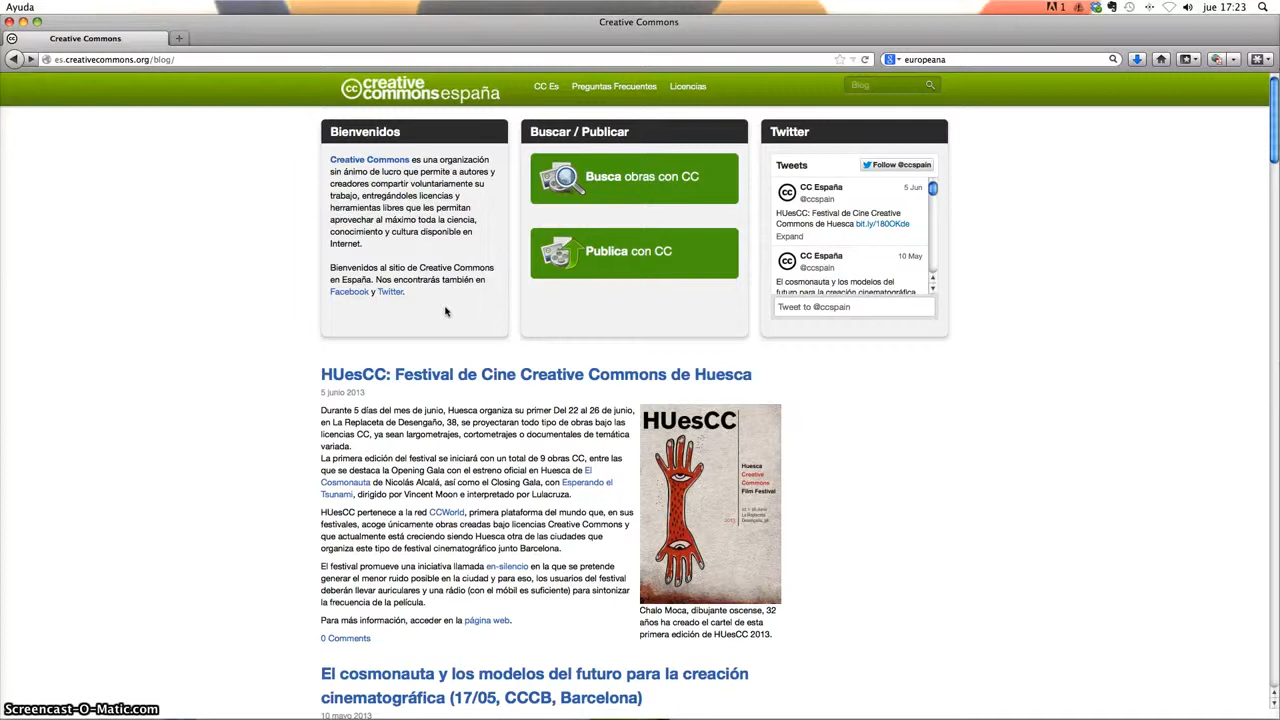 Ayuda
1
jue 17:23
Creative Commons
Creative Commons
es.creativecommons.org/blog/
europeana
creative commons españa
CC Es
Preguntas Frecuentes
Licencias
Blog
Bienvenidos
Creative Commons es una organización
sin ánimo de lucro que permite a autores y
creadores compartir voluntariamente su
trabajo, entregándoles licencias y
herramientas libres que les permitan
aprovechar al máximo toda la ciencia,
conocimiento y cultura disponible en
Internet.
Bienvenidos al sitio de Creative Commons
en España. Nos encontrarás también en
Facebook y Twitter.
Buscar / Publicar
Busca obras con CC
Publica con CC
Twitter
Tweets
Follow @ccspain
CC España
5 Jun
@ccspain
HUesCC: Festival de Cine Creative
Commons de Huesca bit.ly/180OKde
Expand
CC España
10 May
@ccspain
El cosmonauta y los modelos del
futuro para la creación cinematográfica
Tweet to @ccspain
HUesCC: Festival de Cine Creative Commons de Huesca
5 junio 2013
Durante 5 días del mes de junio, Huesca organiza su primer Del 22 al 26 de junio,
en La Replaceta de Desengaño, 38, se proyectaran todo tipo de obras bajo las
licencias CC, ya sean largometrajes, cortometrajes o documentales de temática
variada.
La primera edición del festival se iniciará con un total de 9 obras CC, entre las
que se destaca la Opening Gala con el estreno oficial en Huesca de El
Cosmonauta de Nicolás Alcalá, así como el Closing Gala, con Esperando el
Tsunami, dirigido por Vincent Moon e interpretado por Lulacruza.
HUesCC pertenece a la red CCWorld, primera plataforma del mundo que, en sus
festivales, acoge únicamente obras creadas bajo licencias Creative Commons y
que actualmente está creciendo siendo Huesca otra de las ciudades que
organiza este tipo de festival cinematográfico junto Barcelona.
El festival promueve una iniciativa llamada en-silencio en la que se pretende
generar el menor ruido posible en la ciudad y para eso, los usuarios del festival
deberán llevar auriculares y una rádio (con el móbil es suficiente) para sintonizar
la frecuencia de la película.
Para más información, acceder en la página web.
0 Comments
HUesCC
Huesca
Creative
Commons
Film Festival
2013
La Replaceta
Chalo Moca, dibujante oscense, 32
años ha creado el cartel de esta
primera edición de HUesCC 2013.
El cosmonauta y los modelos del futuro para la creación
cinematográfica (17/05, CCCB, Barcelona)
10 mayo 2013
Screencast-O-Matic.com